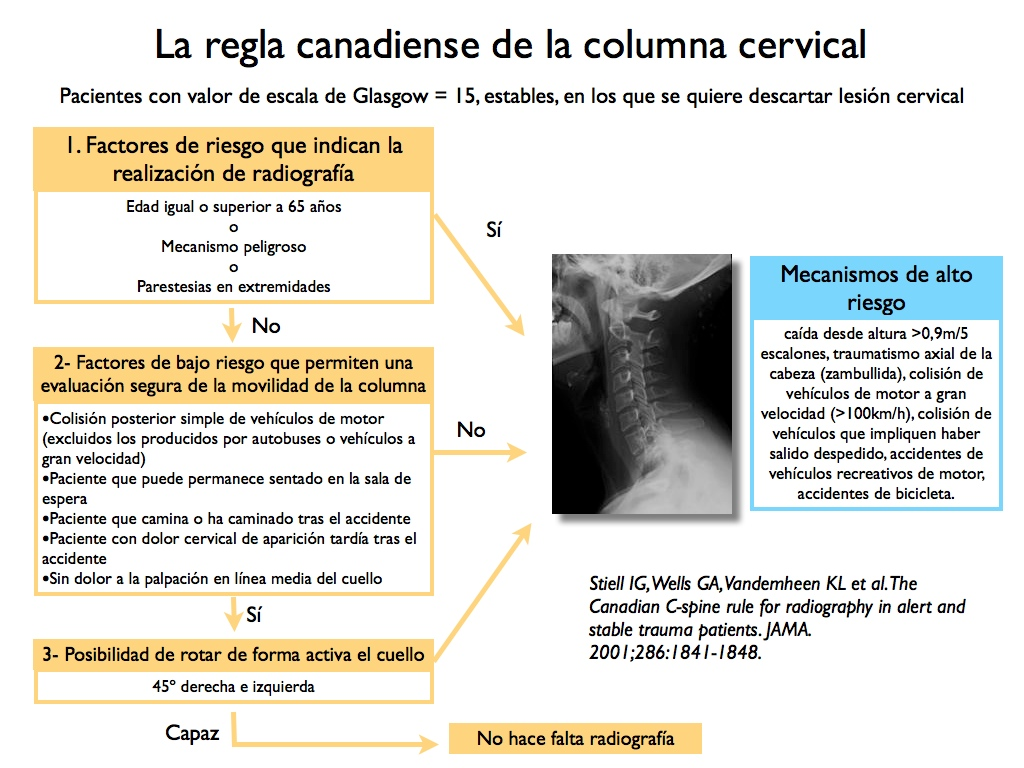 La regla canadiense de la columna cervical
Pacientes con valor de escala de Glasgow = 15, estables, en los que se quiere descartar lesión cervical
1. Factores de riesgo que indican la
realización de radiografía
Edad igual o superior a 65 años
o
Mecanismo peligroso
o
Parestesias en extremidades
Sí
No
2- Factores de bajo riesgo que permiten una
evaluación segura de la movilidad de la columna
•Colisión posterior simple de vehículos de motor
(excluidos los producidos por autobuses o vehículos a
gran velocidad)
•Paciente que puede permanece sentado en la sala de
espera
•Paciente que camina o ha caminado tras el accidente
•Paciente con dolor cervical de aparición tardía tras el
accidente
•Sin dolor a la palpación en línea media del cuello
No
Sí
3- Posibilidad de rotar de forma activa el cuello
45º derecha e izquierda
Capaz
No hace falta radiografía
Mecanismos de alto
riesgo
caída desde altura >0,9m/5
escalones, traumatismo axial de la
cabeza (zambullida), colisión de
vehículos de motor a gran
velocidad (>100km/h), colisión de
vehículos que impliquen haber
salido despedido, accidentes de
vehículos recreativos de motor,
accidentes de bicicleta.
Stiell IG, Wells GA, Vandemheen KL et al. The
Canadian C-spine rule for radiography in alert and
stable trauma patients. JAMA.
2001;286:1841-1848.